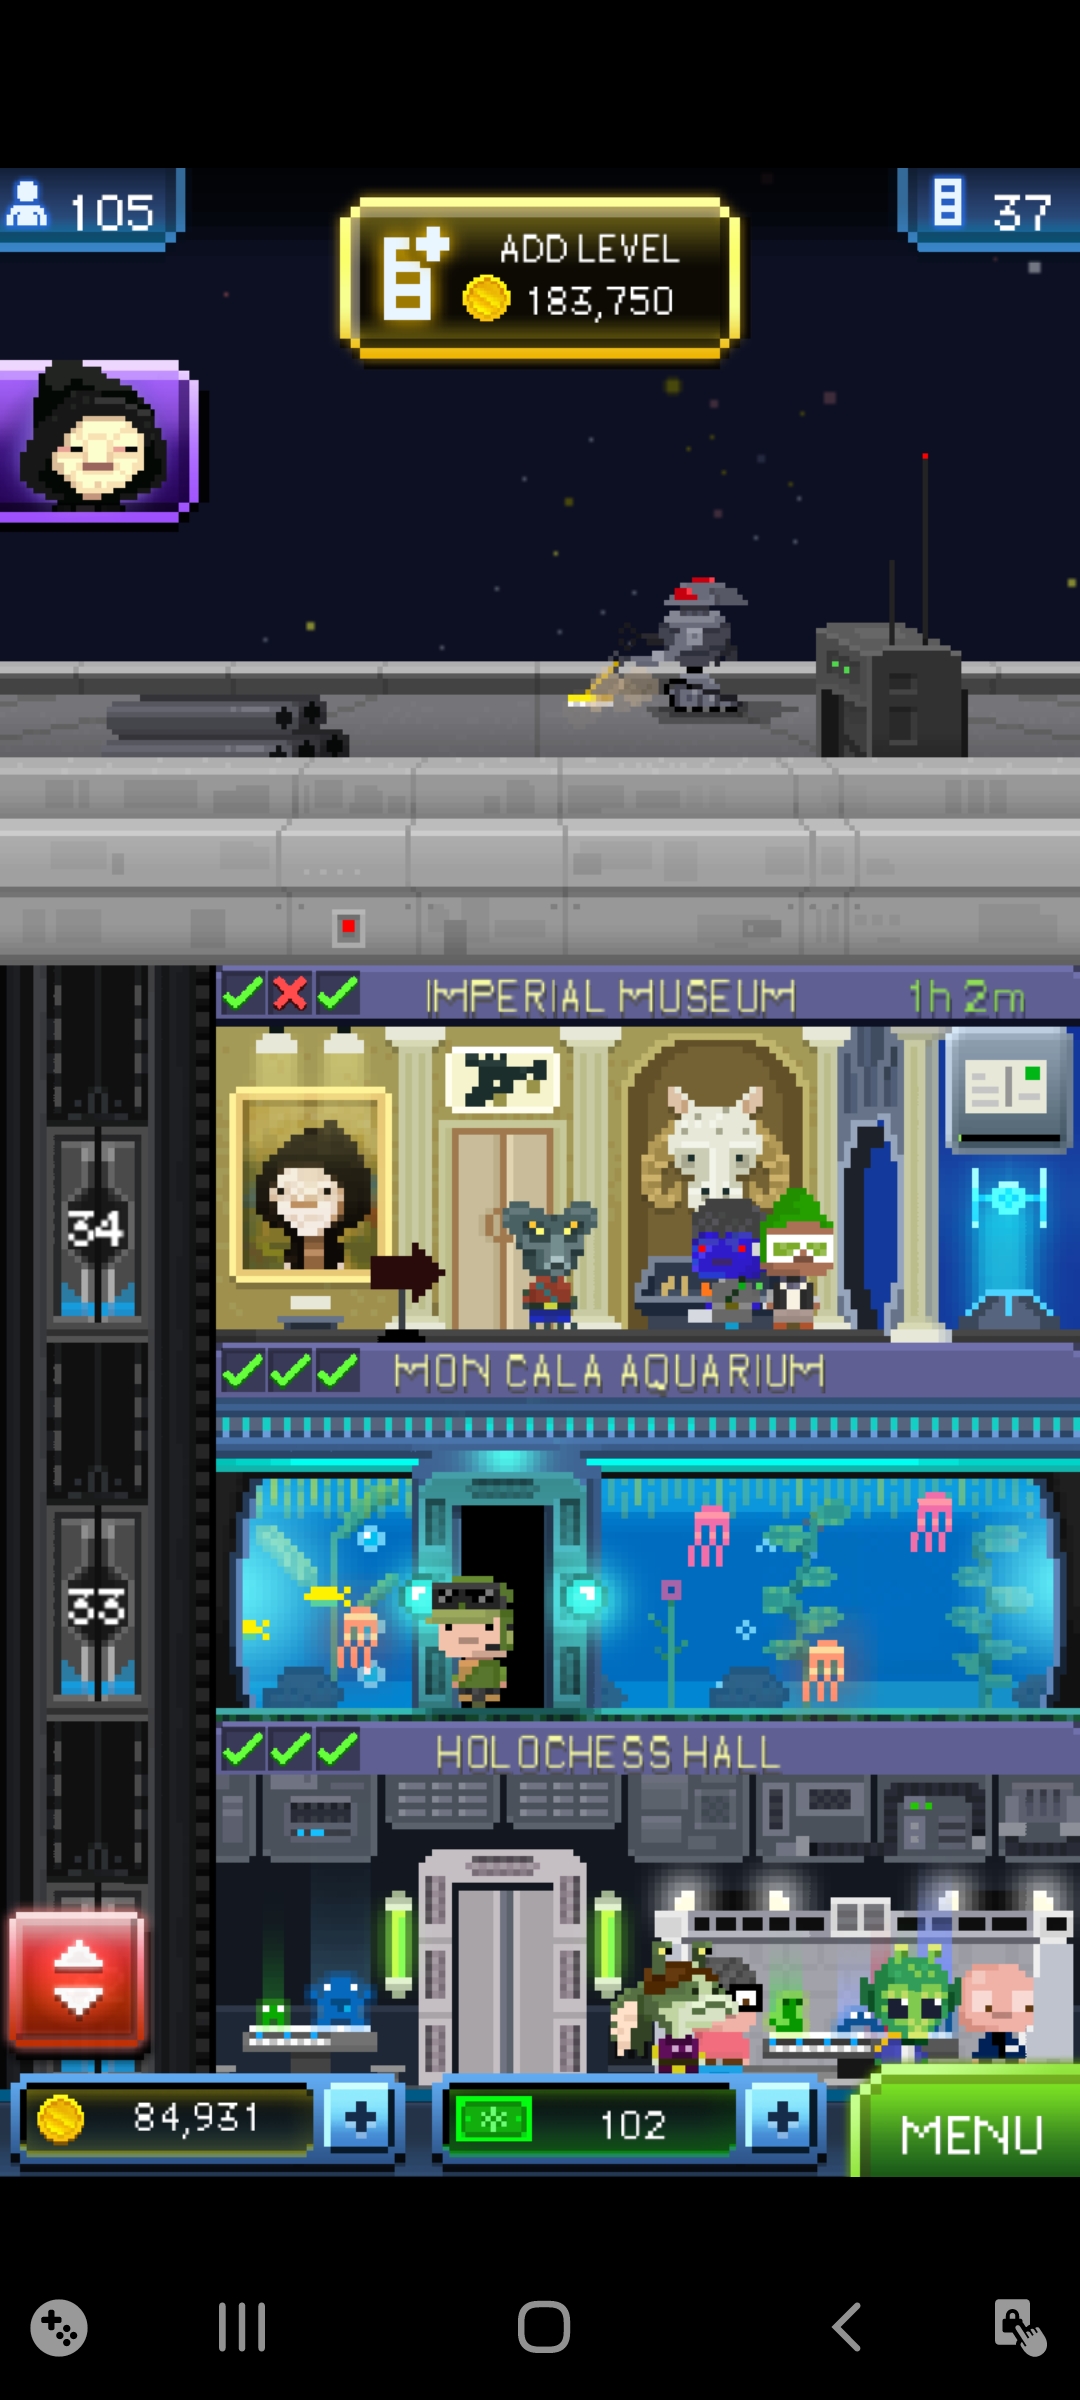 105
ADD LEVEL
183,750
37
IMPERIAL MUSEUM 1h 2m
34
MON CALA AQUARIUM
33
HOLOCHESS HALL
84,931
102
MENU